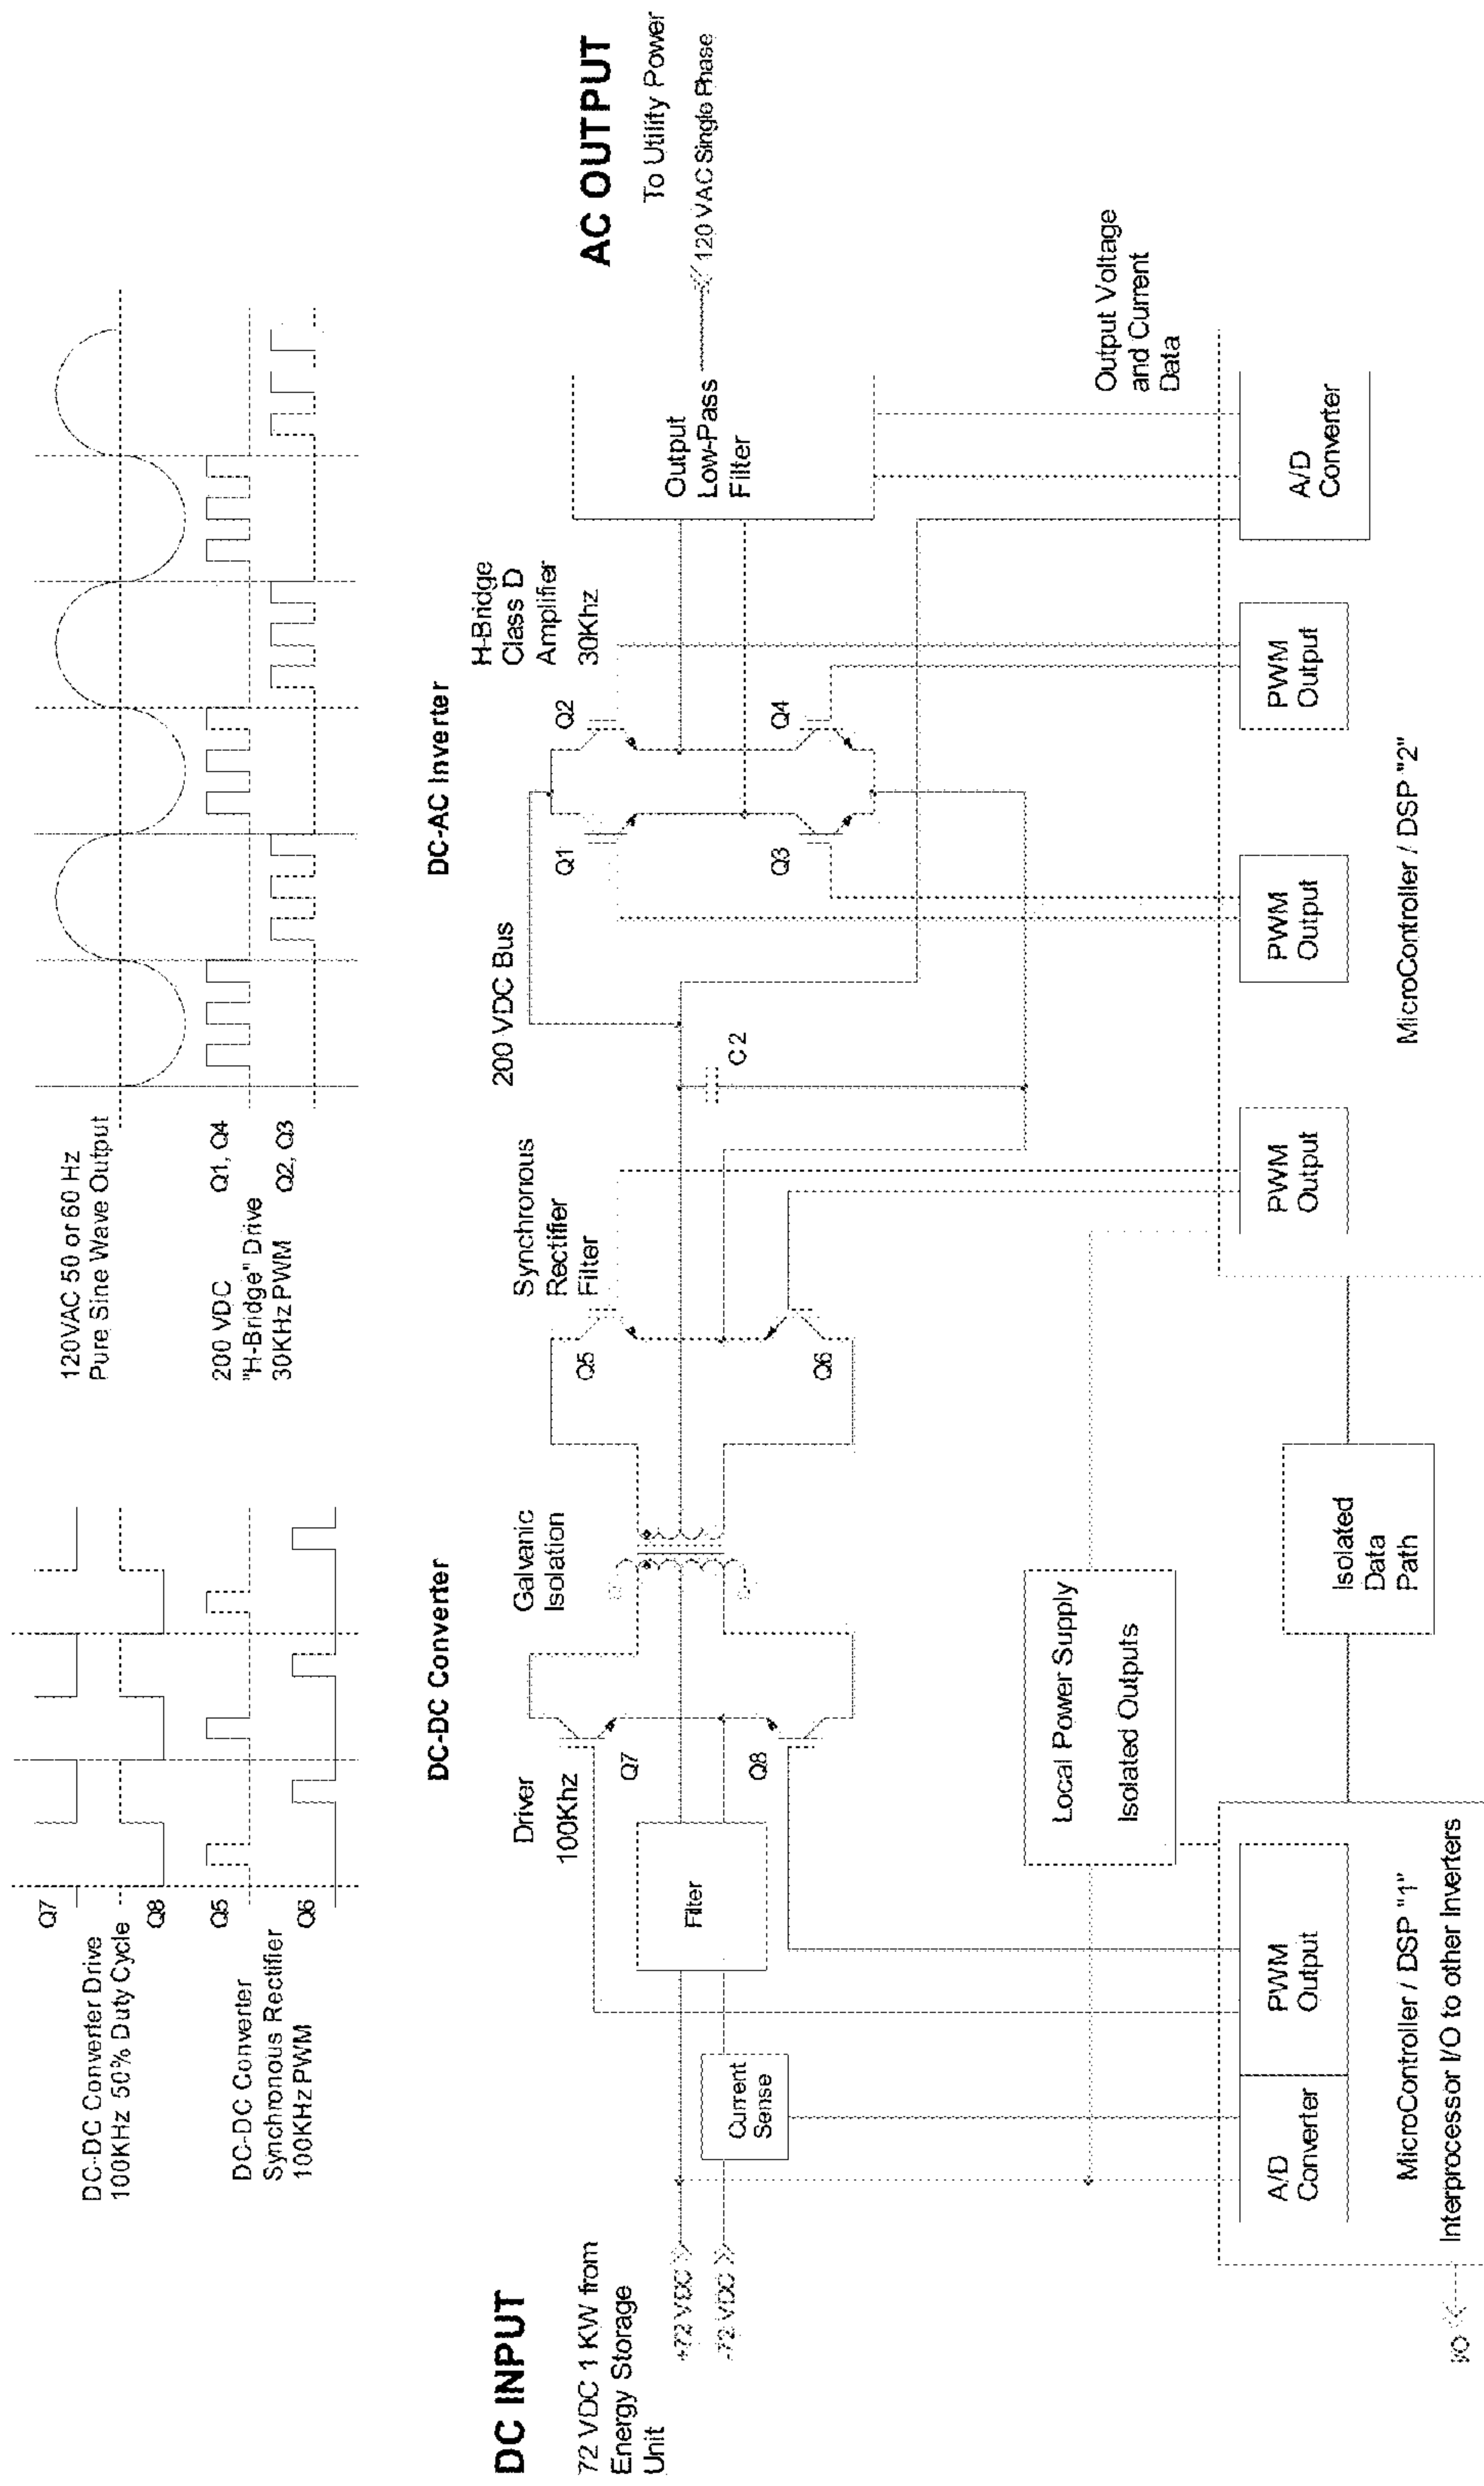 DC-DC Converter Drive
100KHz 50% Duty Cycle
Q7
Q8
DC-DC Converter
Synchronous Rectifier
100KHz PWM
Q5
Q6
120VAC 50 or 60 Hz
Pure Sine Wave Output
200 VDC
"H-Bridge" Drive
30KHz PWM
Q1, Q4
Q2, Q3
DC-DC Converter
DC-AC Inverter
DC INPUT
72 VDC 1 KW from
Energy Storage
Unit
+72 VDC
-72 VDC
Current
Sense
Filter
Driver
100Khz
Q7
Q8
Galvanic
Isolation
Q5
Q6
Synchronous
Rectifier
Filter
200 VDC Bus
C2
Q1
Q2
Q3
Q4
H-Bridge
Class D
Amplifier
30Khz
Output
Low-Pass
Filter
AC OUTPUT
To Utility Power
120 VAC Single Phase
Output Voltage
and Current
Data
Local Power Supply
Isolated Outputs
A/D
Converter
PWM
Output
MicroController / DSP "1"
Interprocessor I/O to other Inverters
I/O
Isolated
Data
Path
PWM
Output
PWM
Output
PWM
Output
A/D
Converter
MicroController / DSP "2"